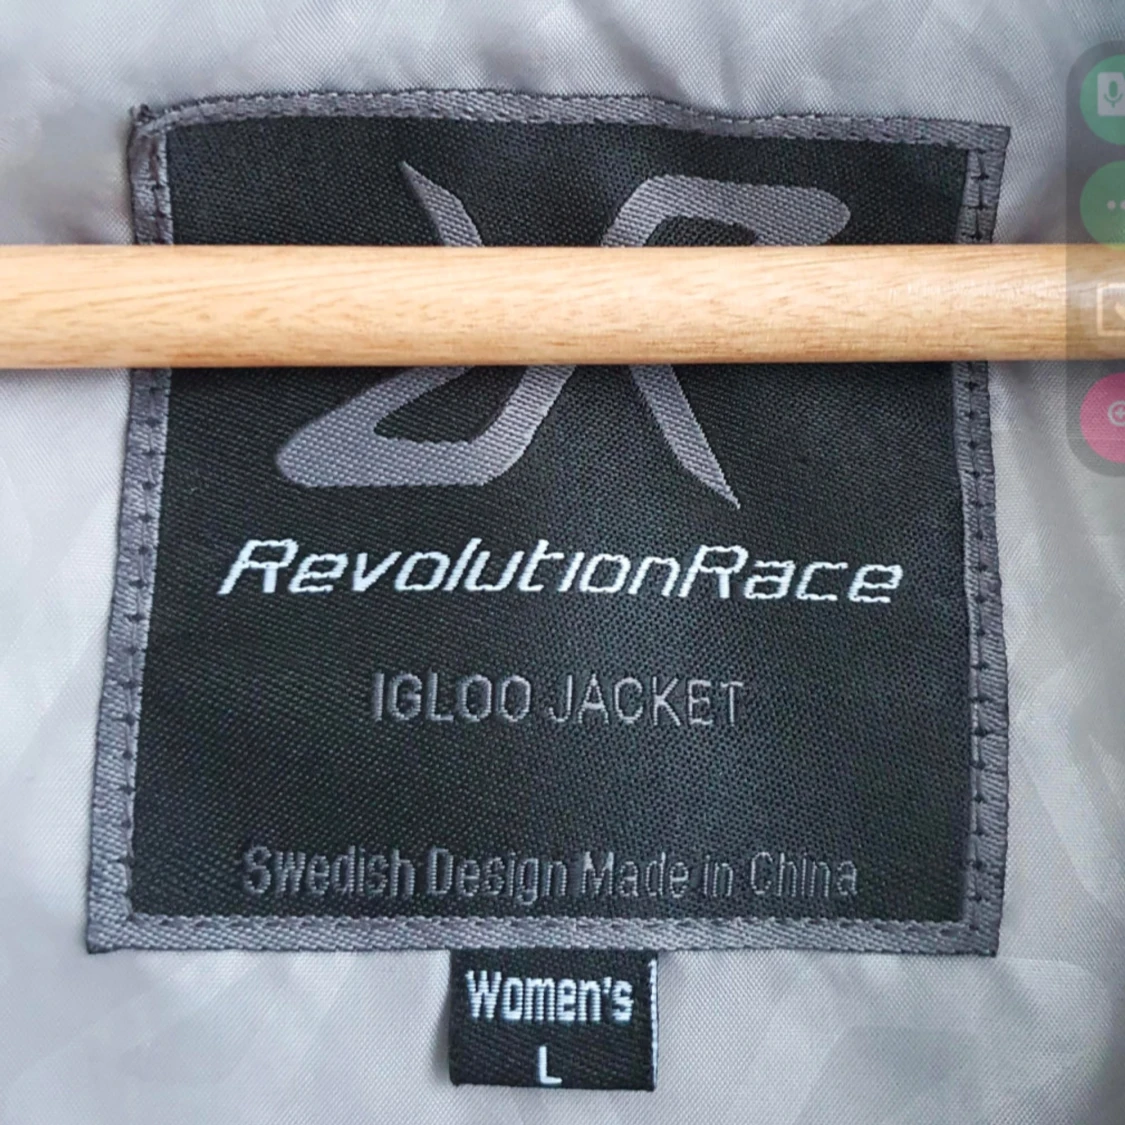 RevolutionRace
IGLOO JACKET
Swedish Design Made in China
Women's
L